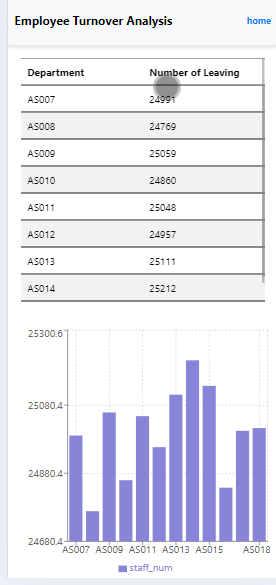 Employee Turnover Analysis home
Department Number of Leaving
AS007 24991
AS008 24769
AS009 25059
AS010 24860
AS011 25048
AS012 24957
AS013 25111
AS014 25212
25300.6
25080.4
24880.4
24680.4
AS007 AS009 AS011 AS013 AS015 AS018
staff_num